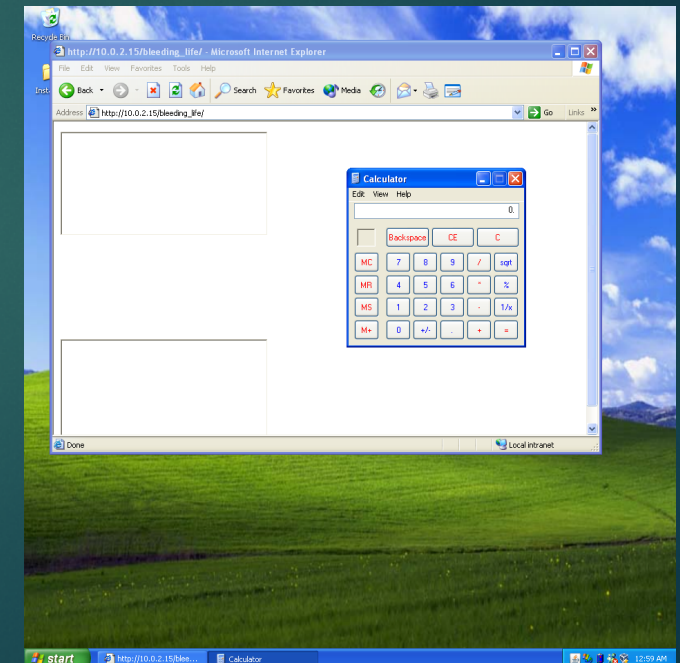 Recycle Bin
http://10.0.2.15/bleeding_life/ - Microsoft Internet Explorer
File Edit View Favorites Tools Help
Inst.
Back Search Favorites Media
Address http://10.0.2.15/bleeding_life/ Go Links »
Calculator
Edit View Help
0.
Backspace CE C
MC 7 8 9 / sqrt
MR 4 5 6 * %
MS 1 2 3 - 1/x
M+ 0 +/- . + =
Done Local intranet
start http://10.0.2.15/blee... Calculator 12:59 AM